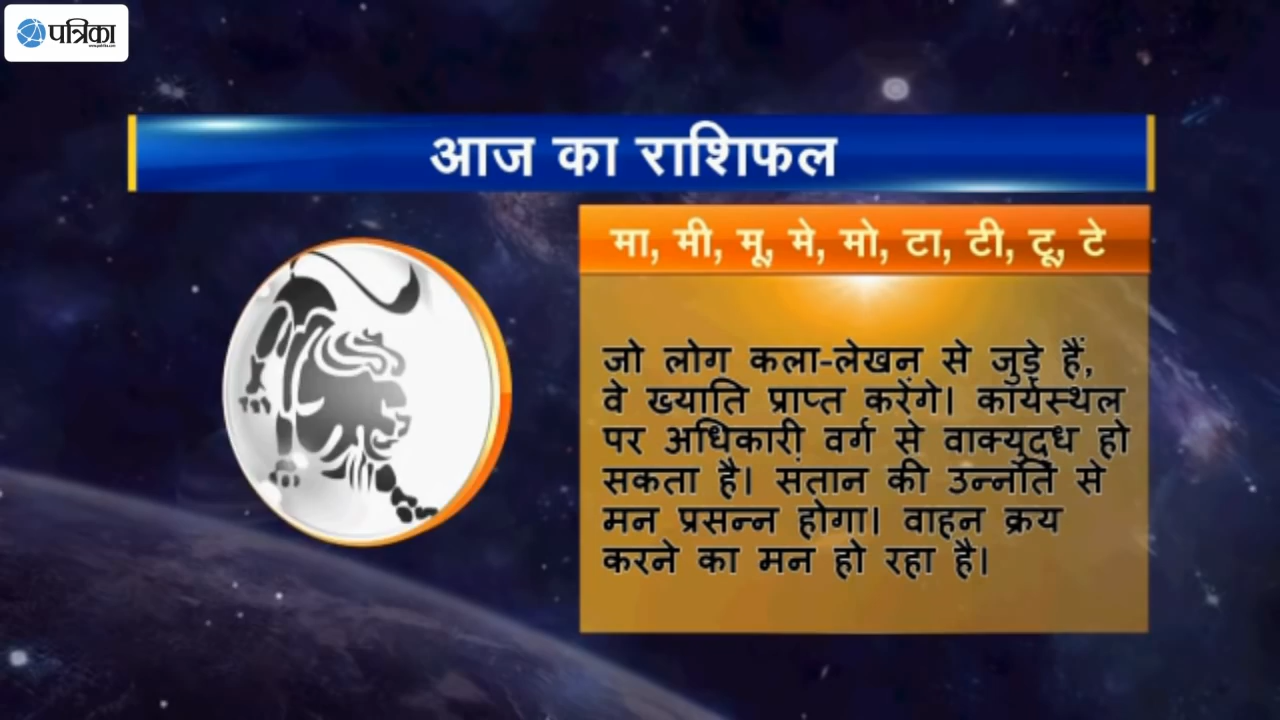 पत्रिका
आज का राशिफल
मा, मी, मू, मे, मो, टा, टी, टू, टे
जो लोग कला-लेखन से जुड़े हैं,
वे ख्याति प्राप्त करेंगे। कार्यस्थल
पर अधिकारी वर्ग से वाक्युद्ध हो
सकता है। संतान की उन्नति से
मन प्रसन्न होगा। वाहन क्रय
करने का मन हो रहा है।